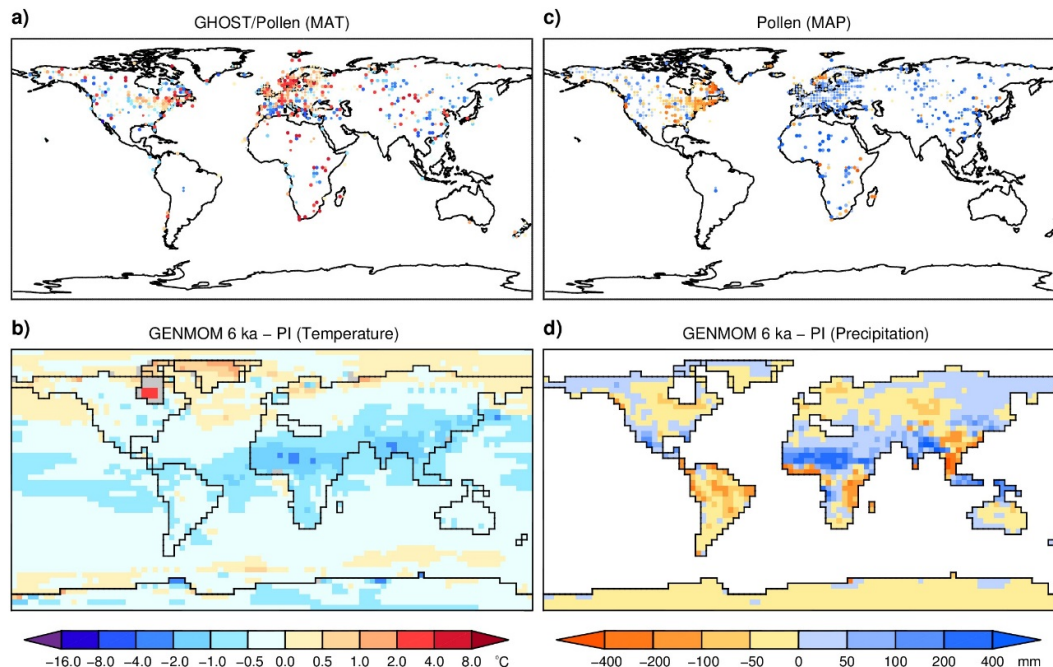 a) GHOST/Pollen (MAT)
c) Pollen (MAP)
b) GENMOM 6 ka − PI (Temperature)
d) GENMOM 6 ka − PI (Precipitation)
−16.0 −8.0 −4.0 −2.0 −1.0 −0.5 0.0 0.5 1.0 2.0 4.0 8.0 °C
−400 −200 −100 −50 0 50 100 200 400 mm